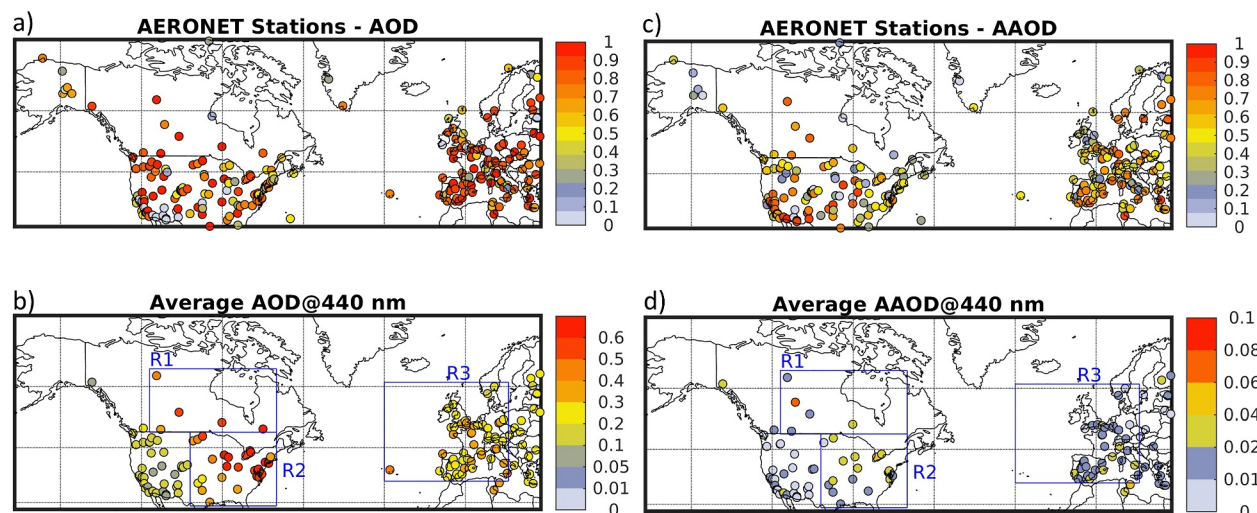 a)
AERONET Stations - AOD
1
0.9
0.8
0.7
0.6
0.5
0.4
0.3
0.2
0.1
0
c)
AERONET Stations - AAOD
1
0.9
0.8
0.7
0.6
0.5
0.4
0.3
0.2
0.1
0
b)
Average AOD@440 nm
R1
R3
R2
0.6
0.5
0.4
0.3
0.2
0.1
0.05
0.01
0
d)
Average AAOD@440 nm
R1
R3
R2
0.1
0.08
0.06
0.04
0.02
0.01
0